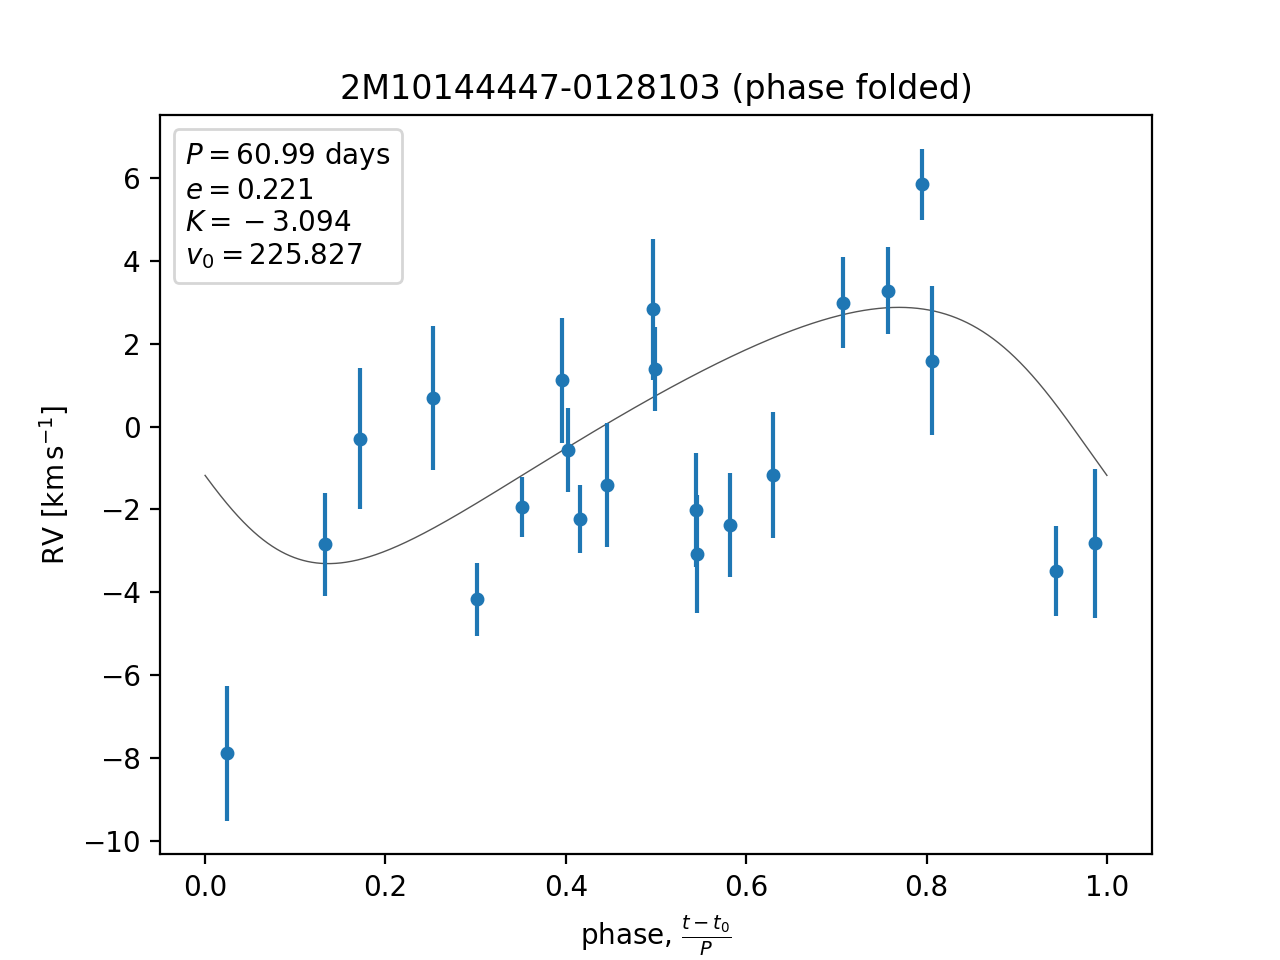 2M10144447-0128103 (phase folded)
P = 60.99 days
e = 0.221
K = −3.094
v₀ = 225.827
6
4
2
0
−2
−4
−6
−8
−10
RV [km s⁻¹]
0.0 0.2 0.4 0.6 0.8 1.0
phase, (t − t₀)/P